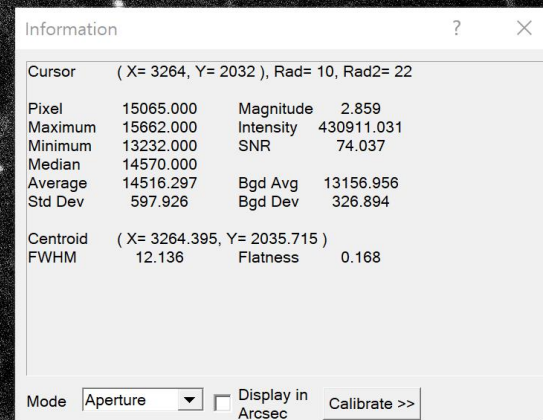 Information ? ×
Cursor ( X= 3264, Y= 2032 ), Rad= 10, Rad2= 22
Pixel 15065.000 Magnitude 2.859
Maximum 15662.000 Intensity 430911.031
Minimum 13232.000 SNR 74.037
Median 14570.000
Average 14516.297 Bgd Avg 13156.956
Std Dev 597.926 Bgd Dev 326.894
Centroid ( X= 3264.395, Y= 2035.715 )
FWHM 12.136 Flatness 0.168
Mode Aperture Display in
Arcsec Calibrate >>